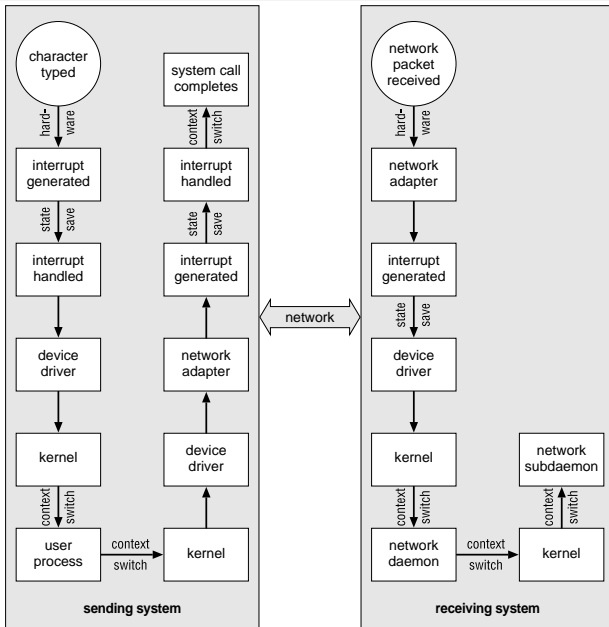 character
typed
hard-
ware
interrupt
generated
state
save
interrupt
handled
device
driver
kernel
context
switch
user
process
context
switch
kernel
device
driver
network
adapter
interrupt
generated
state
save
interrupt
handled
context
switch
system call
completes
sending system
network
network
packet
received
hard-
ware
network
adapter
interrupt
generated
state
save
device
driver
kernel
context
switch
network
daemon
context
switch
kernel
context
switch
network
subdaemon
receiving system